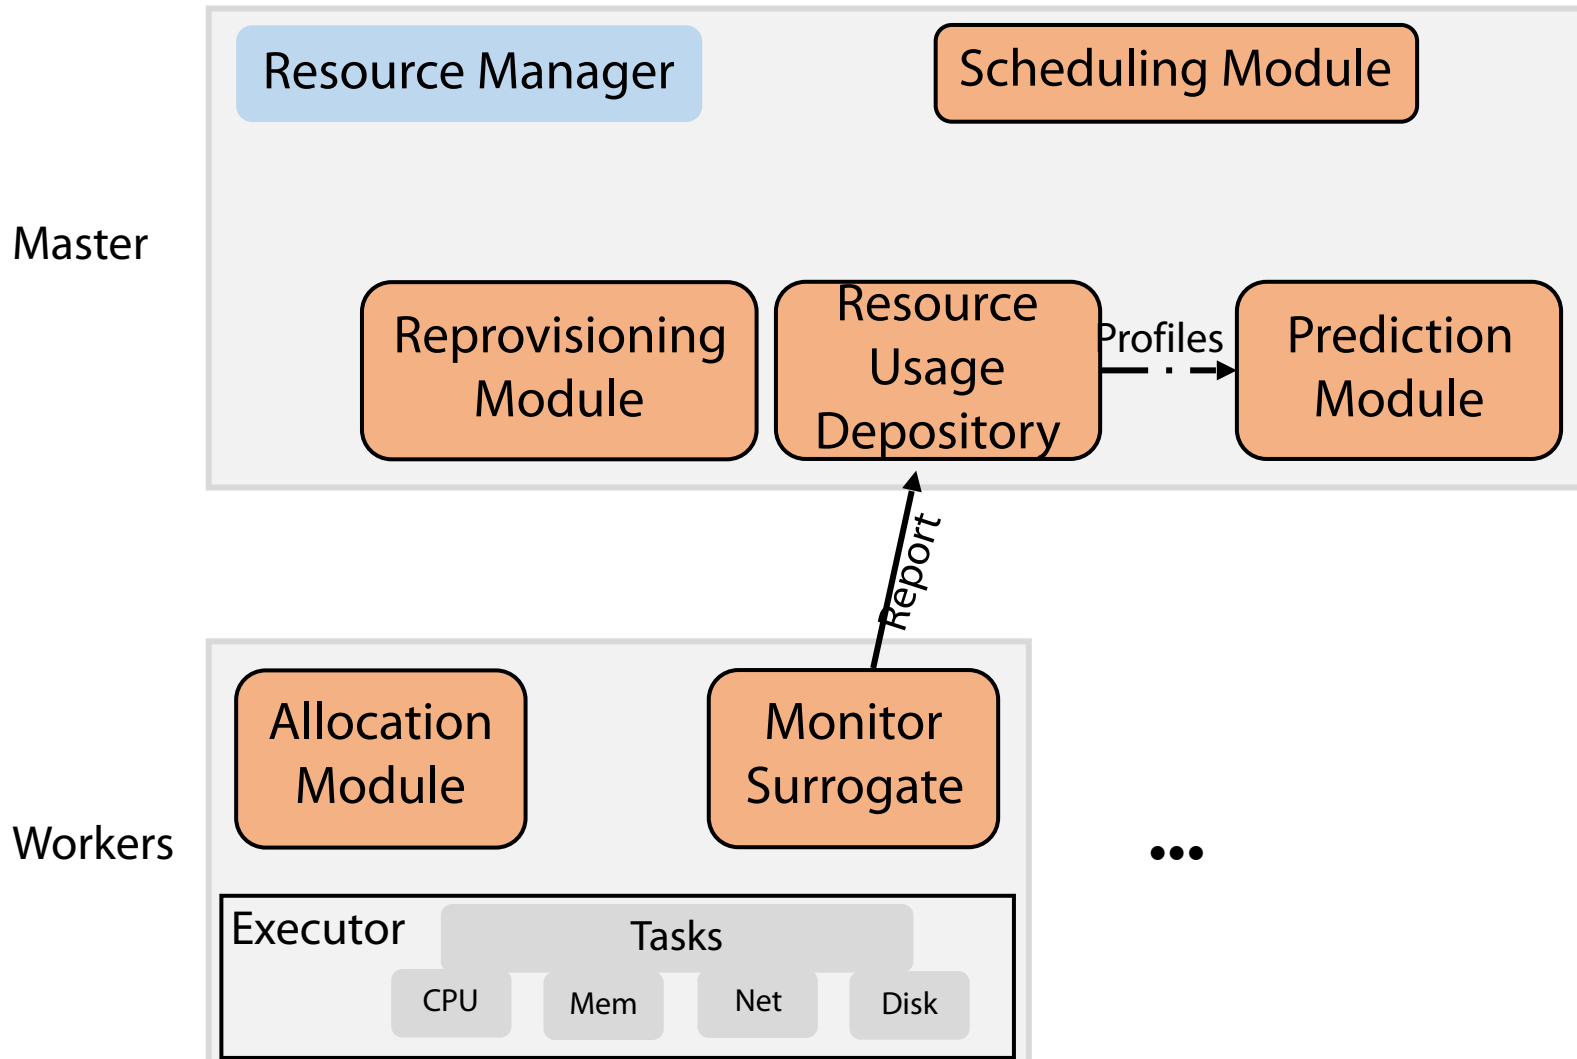 Resource Manager
Scheduling Module
Master
Reprovisioning
Module
Resource
Usage
Depository
Profiles
Prediction
Module
Report
Allocation
Module
Monitor
Surrogate
Workers
•••
Executor
Tasks
CPU
Mem
Net
Disk